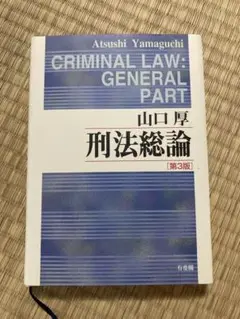 Atsushi Yamaguchi
CRIMINAL LAW:
GENERAL
PART
山口 厚
刑法総論
[第3版]
有斐閣